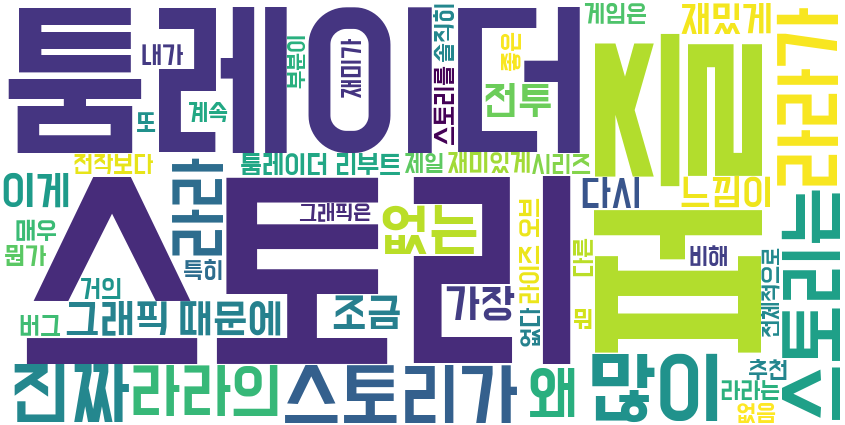 툼레이더
스토리
퍼즐
내가
또
계속
부분이
재미가
스토리를
솔직히
좋은
전투
게임은
재밌게
라라가
전작보다
툼레이더 리부트
제일
재미있게
시리즈
이게
라라
매우
뭔가
특히
그래픽은
없는
라이즈 오브
다른
다시
느낌이
비해
스토리는
전체적으로
거의
버그
그래픽
때문에
조금
가장
없다
진짜
라라의
스토리가
왜
많이
추천
라라는
없음